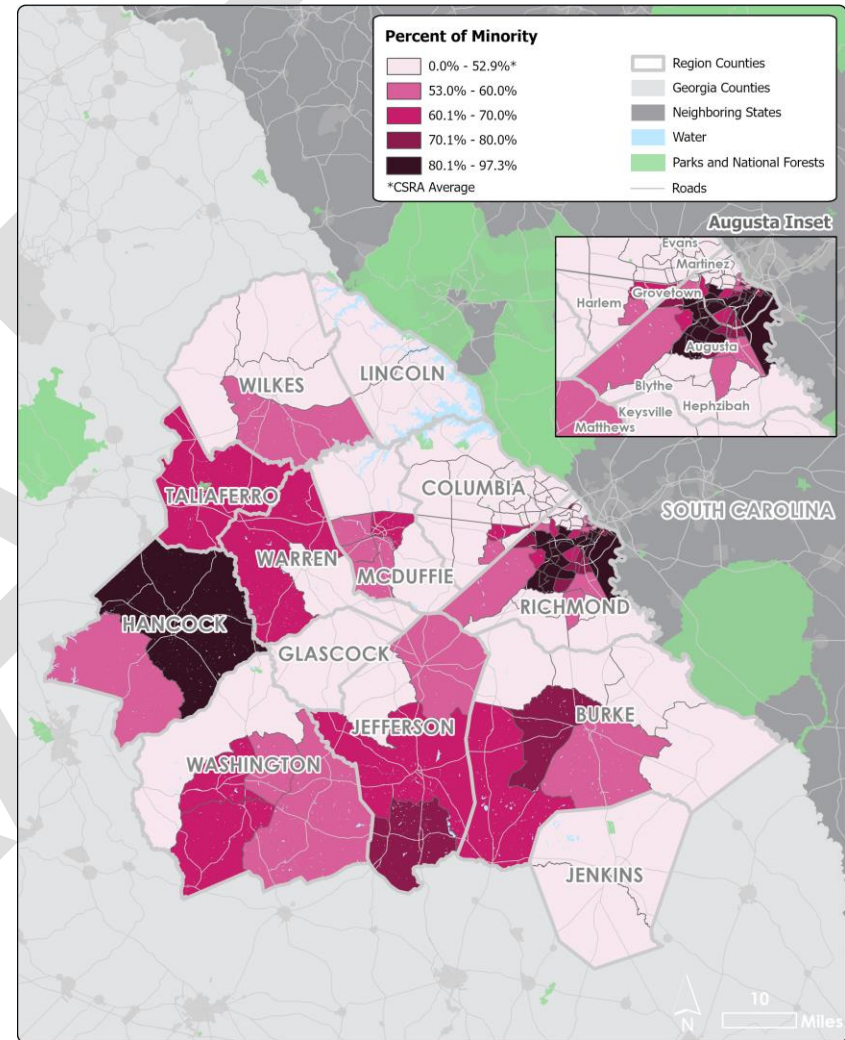 Percent of Minority
0.0% - 52.9%*
53.0% - 60.0%
60.1% - 70.0%
70.1% - 80.0%
80.1% - 97.3%
*CSRA Average
Region Counties
Georgia Counties
Neighboring States
Water
Parks and National Forests
Roads
Augusta Inset
Evans
Martinez
Harlem
Grovetown
Augusta
Blythe
Keysville
Hephzibah
Matthews
WILKES
LINCOLN
TALIAFERRO
COLUMBIA
SOUTH CAROLINA
WARREN
MCDUFFIE
RICHMOND
HANCOCK
GLASCOCK
JEFFERSON
BURKE
WASHINGTON
JENKINS
N
10
Miles